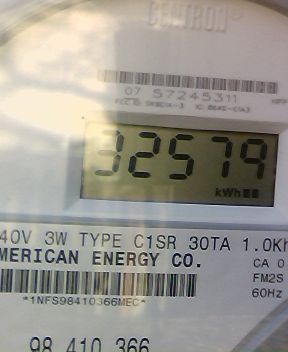 CENTRON®
07 57245311
32579
kWh
40V 3W TYPE C1SR 30TA 1.0Kh
MERICAN ENERGY CO.
CA 0
FM2S
*1NFS98410366MEC*
60Hz
98 410 366